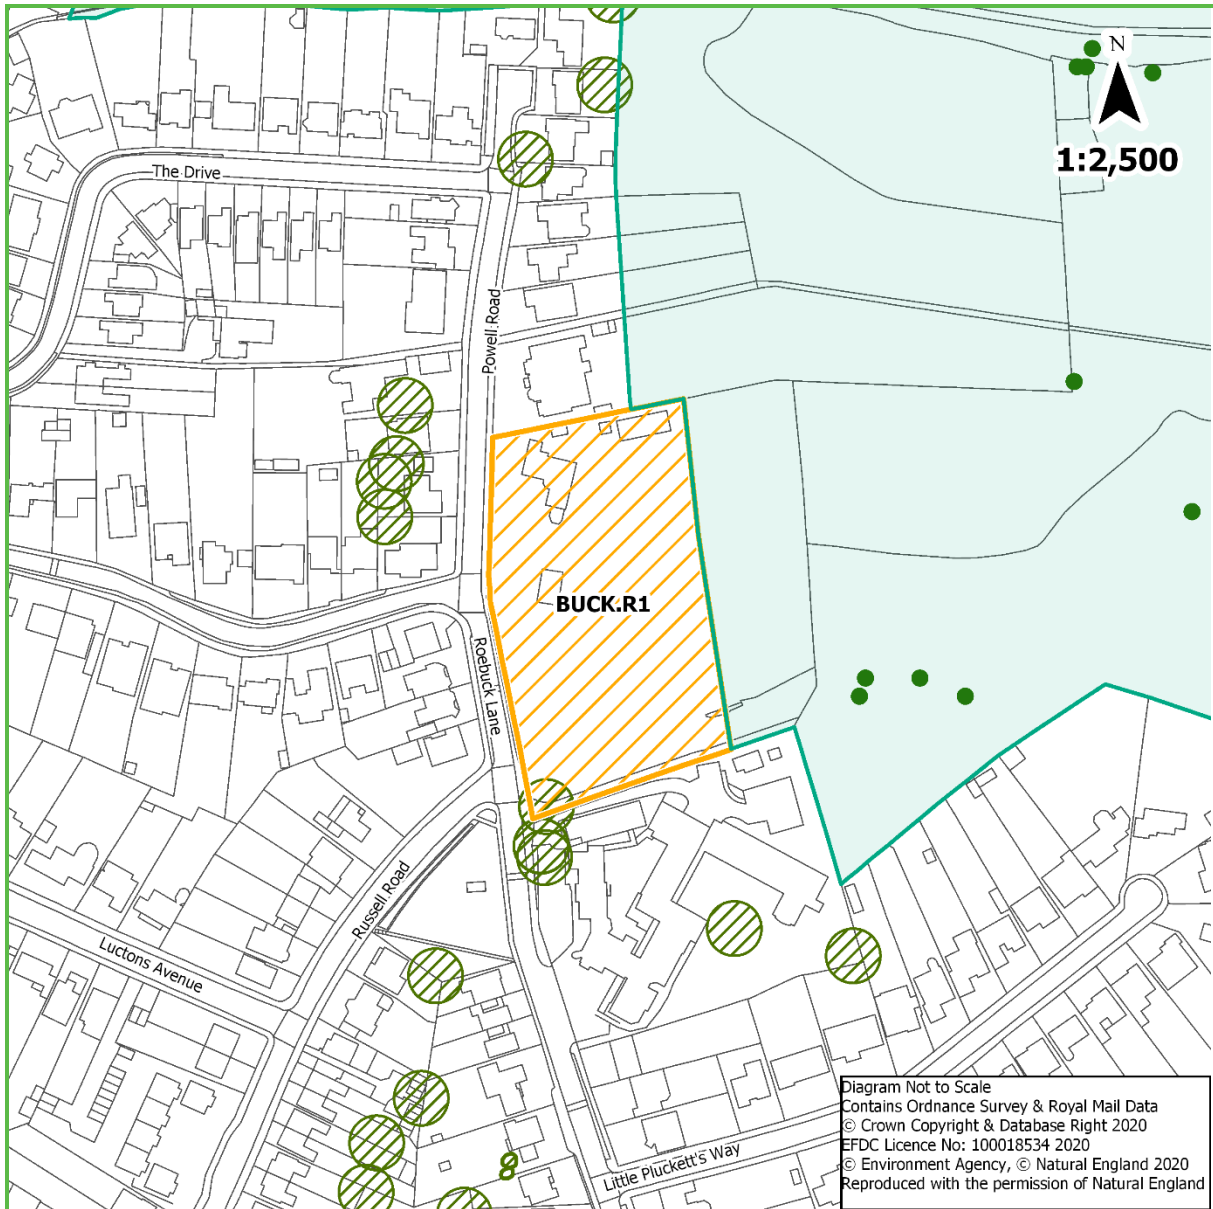 N
1:2,500
The Drive
Powell Road
BUCK.R1
Roebuck Lane
Russell Road
Luctons Avenue
Little Pluckett's Way
Diagram Not to Scale
Contains Ordnance Survey & Royal Mail Data
© Crown Copyright & Database Right 2020
EFDC Licence No: 100018534 2020
© Environment Agency, © Natural England 2020
Reproduced with the permission of Natural England